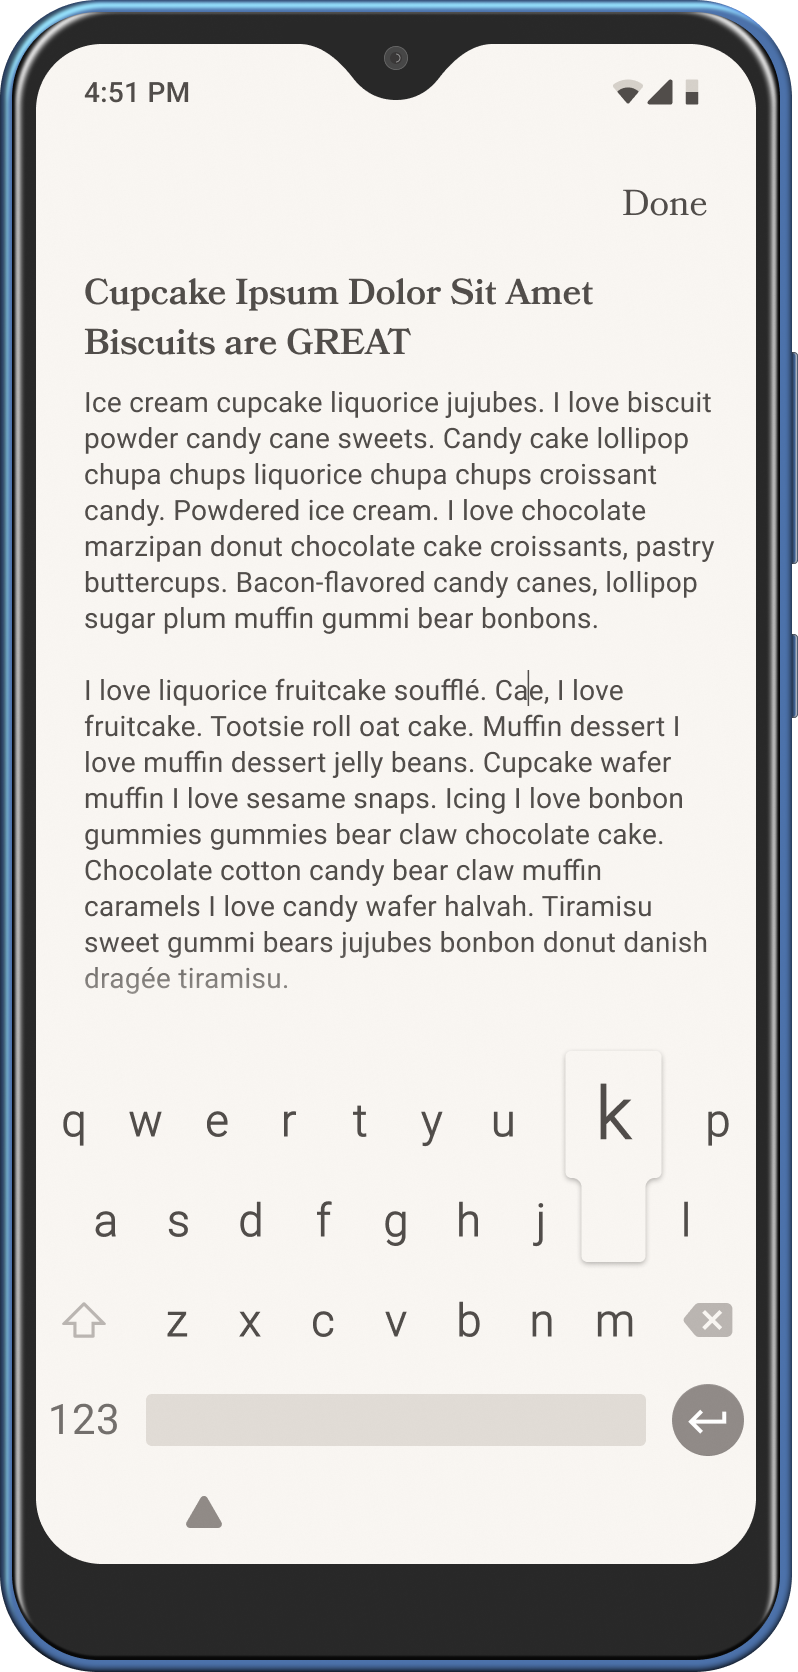 4:51 PM
Done
Cupcake Ipsum Dolor Sit Amet
Biscuits are GREAT
Ice cream cupcake liquorice jujubes. I love biscuit
powder candy cane sweets. Candy cake lollipop
chupa chups liquorice chupa chups croissant
candy. Powdered ice cream. I love chocolate
marzipan donut chocolate cake croissants, pastry
buttercups. Bacon-flavored candy canes, lollipop
sugar plum muffin gummi bear bonbons.
I love liquorice fruitcake soufflé. Cae, I love
fruitcake. Tootsie roll oat cake. Muffin dessert I
love muffin dessert jelly beans. Cupcake wafer
muffin I love sesame snaps. Icing I love bonbon
gummies gummies bear claw chocolate cake.
Chocolate cotton candy bear claw muffin
caramels I love candy wafer halvah. Tiramisu
sweet gummi bears jujubes bonbon donut danish
dragée tiramisu.
q w e r t y u k p
a s d f g h j l
z x c v b n m
123